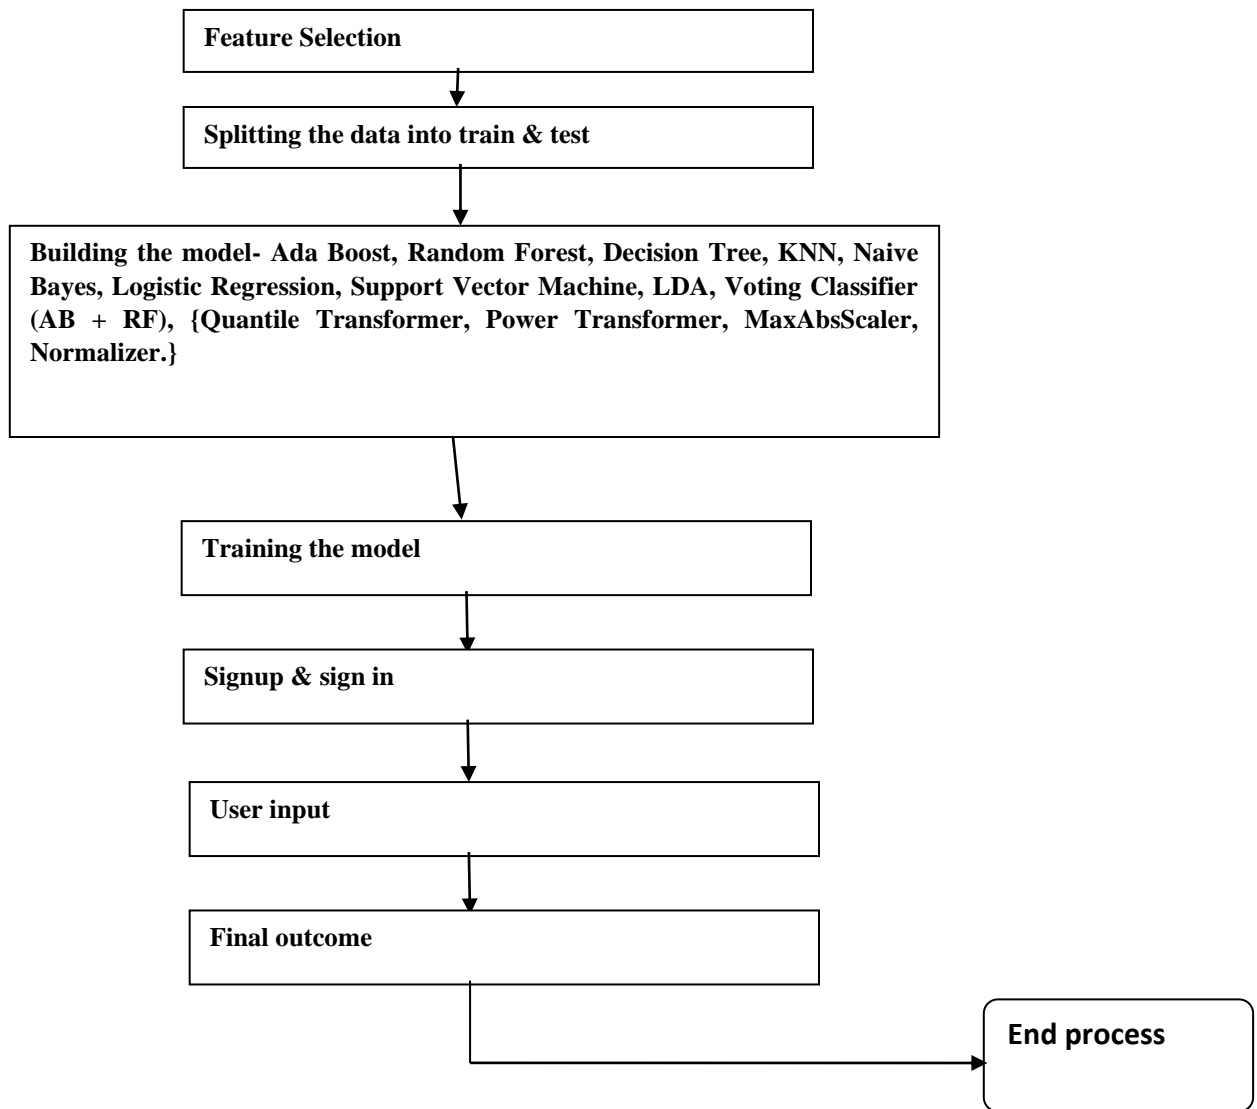 Feature Selection
Splitting the data into train & test
Building the model- Ada Boost, Random Forest, Decision Tree, KNN, Naive
Bayes, Logistic Regression, Support Vector Machine, LDA, Voting Classifier
(AB + RF), {Quantile Transformer, Power Transformer, MaxAbsScaler,
Normalizer.}
Training the model
Signup & sign in
User input
Final outcome
End process